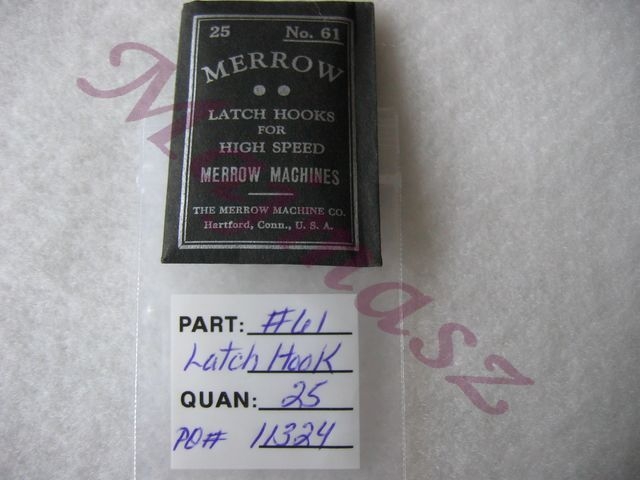 25 No. 61
MERROW
LATCH HOOKS
FOR
HIGH SPEED
MERROW MACHINES
THE MERROW MACHINE CO.
Hartford, Conn., U. S. A.
PART: #61
Latch Hook
QUAN: 25
PO# 11324